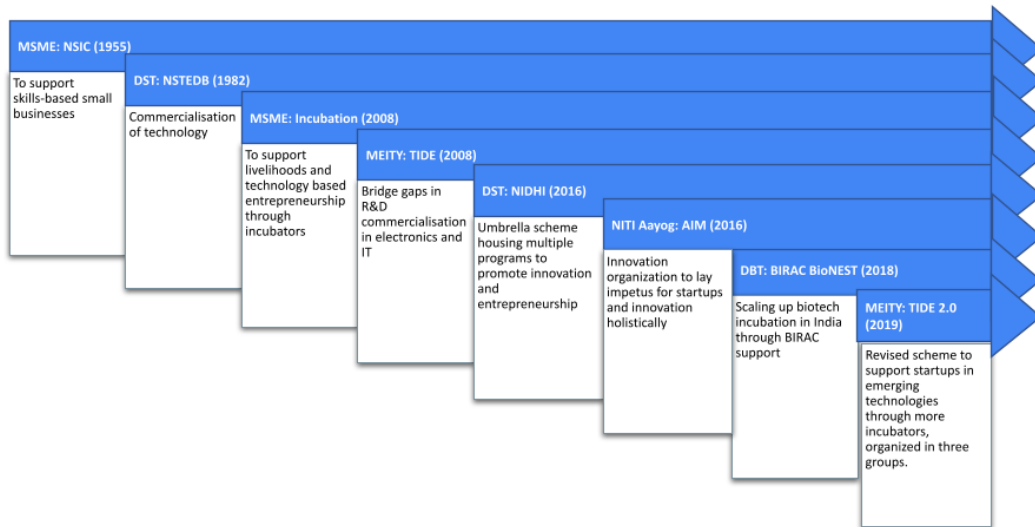 MSME: NSIC (1955)
To support
skills-based small
businesses
DST: NSTEDB (1982)
Commercialisation
of technology
MSME: Incubation (2008)
To support
livelihoods and
technology based
entrepreneurship
through
incubators
MEITY: TIDE (2008)
Bridge gaps in
R&D
commercialisation
in electronics and
IT
DST: NIDHI (2016)
Umbrella scheme
housing multiple
programs to
promote innovation
and
entrepreneurship
NITI Aayog: AIM (2016)
Innovation
organization to lay
impetus for startups
and innovation
holistically
DBT: BIRAC BioNEST (2018)
Scaling up biotech
incubation in India
through BIRAC
support
MEITY: TIDE 2.0
(2019)
Revised scheme to
support startups in
emerging
technologies
through more
incubators,
organized in three
groups.